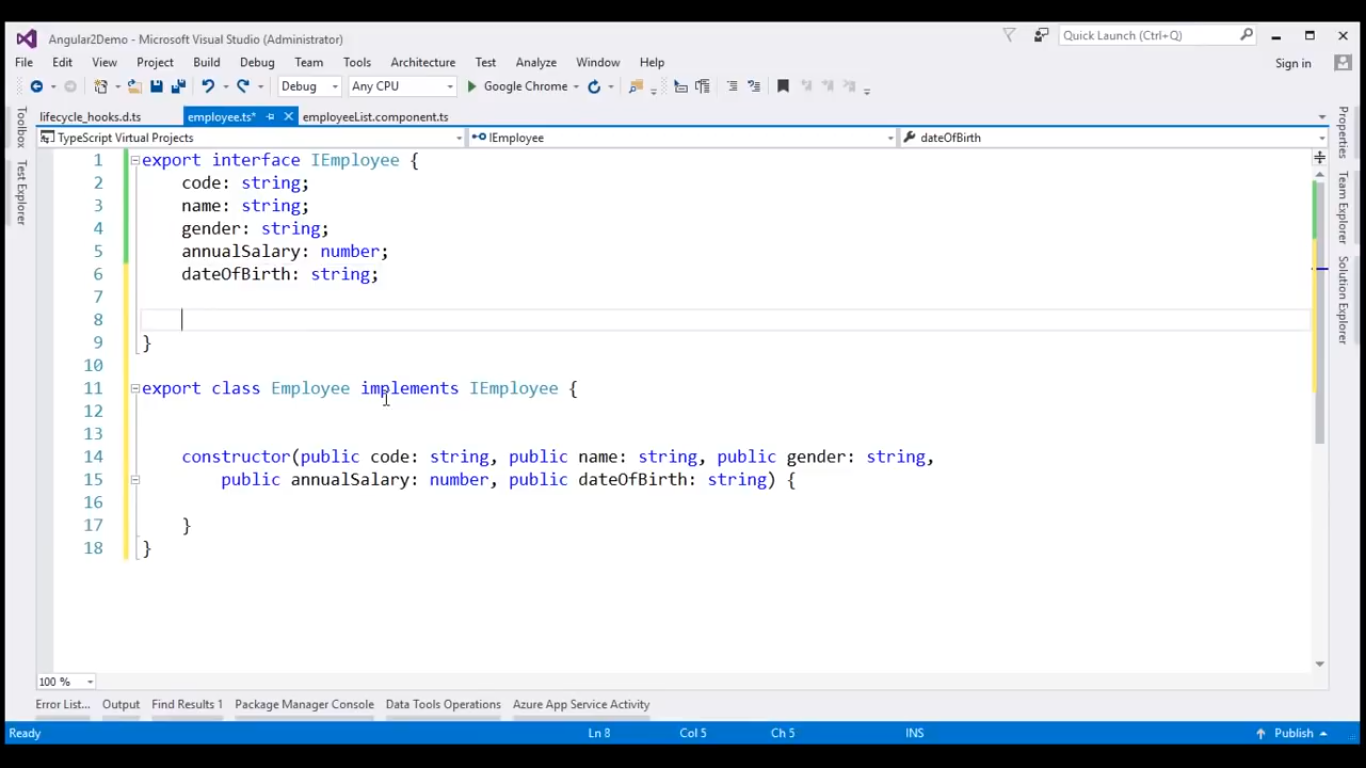 Angular2Demo - Microsoft Visual Studio (Administrator)
Quick Launch (Ctrl+Q)
File Edit View Project Build Debug Team Tools Architecture Test Analyze Window Help
Sign in
Debug Any CPU Google Chrome
lifecycle_hooks.d.ts employee.ts* employeeList.component.ts
TypeScript Virtual Projects IEmployee dateOfBirth
Toolbox
Test Explorer
1 export interface IEmployee {
2 code: string;
3 name: string;
4 gender: string;
5 annualSalary: number;
6 dateOfBirth: string;
7
8
9 }
10
11 export class Employee implements IEmployee {
12
13
14 constructor(public code: string, public name: string, public gender: string,
15 public annualSalary: number, public dateOfBirth: string) {
16
17 }
18 }
Properties
Team Explorer
Solution Explorer
100 %
Error List... Output Find Results 1 Package Manager Console Data Tools Operations Azure App Service Activity
Ready Ln 8 Col 5 Ch 5 INS Publish